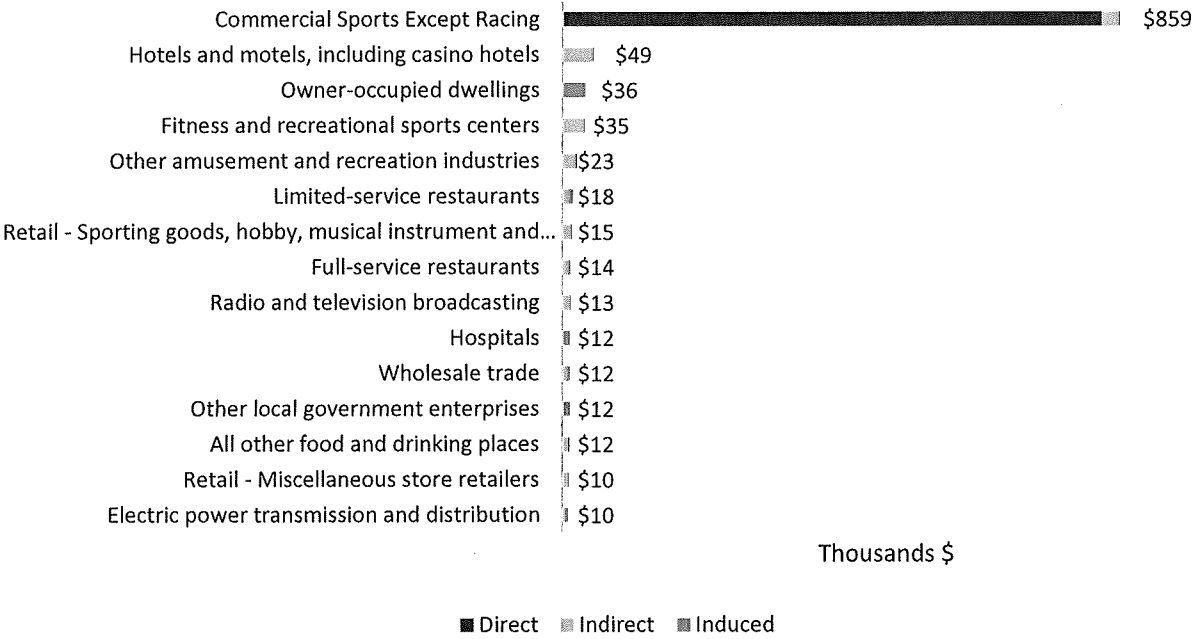 Commercial Sports Except Racing $859
Hotels and motels, including casino hotels $49
Owner-occupied dwellings $36
Fitness and recreational sports centers $35
Other amusement and recreation industries $23
Limited-service restaurants $18
Retail - Sporting goods, hobby, musical instrument and... $15
Full-service restaurants $14
Radio and television broadcasting $13
Hospitals $12
Wholesale trade $12
Other local government enterprises $12
All other food and drinking places $12
Retail - Miscellaneous store retailers $10
Electric power transmission and distribution $10
Thousands $
Direct Indirect Induced